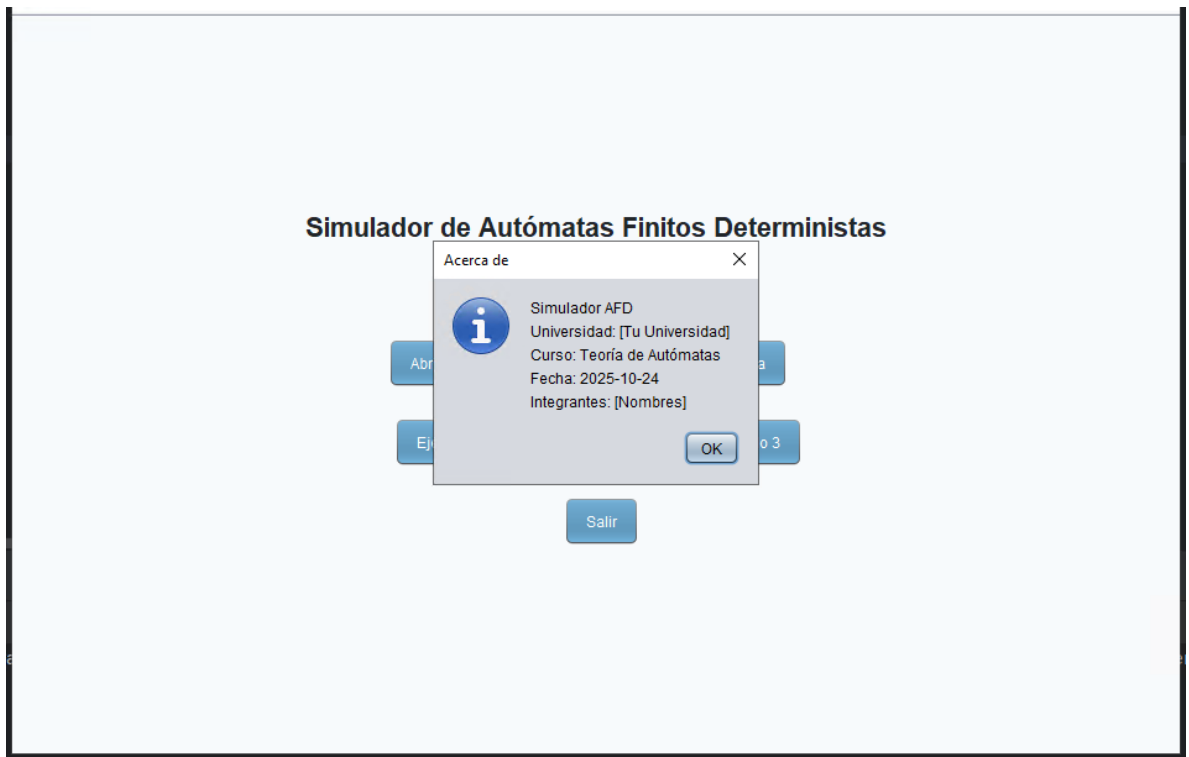 Simulador de Autómatas Finitos Deterministas
Acerca de
Simulador AFD
Universidad: [Tu Universidad]
Curso: Teoría de Autómatas
Fecha: 2025-10-24
Integrantes: [Nombres]
OK
o 3
Salir